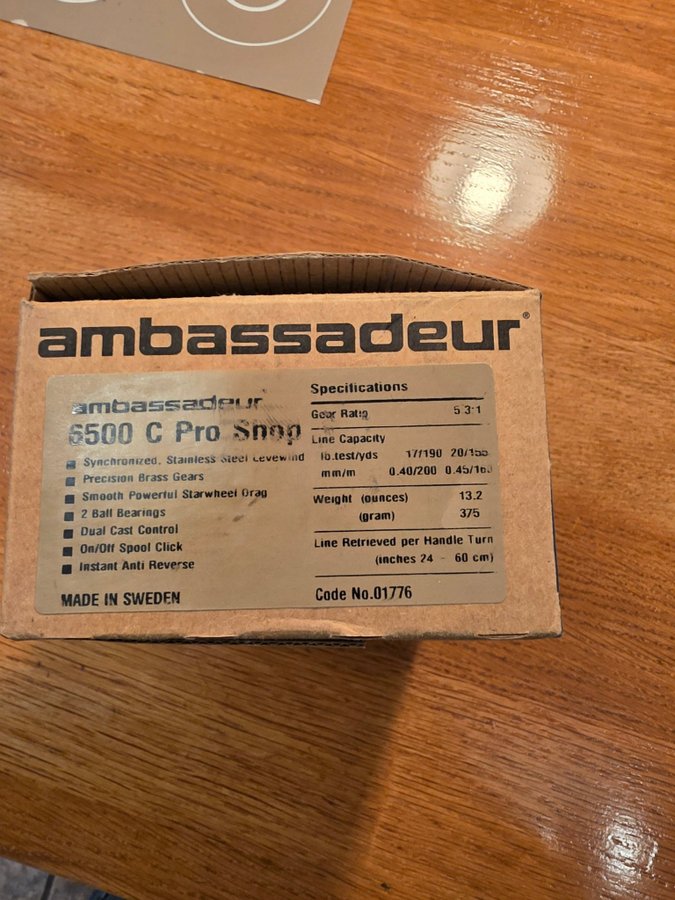 ambassadeur®
ambassadeur
6500 C Pro Shop
Synchronized, Stainless Steel Levelwind
Precision Brass Gears
Smooth Powerful Starwheel Drag
2 Ball Bearings
Dual Cast Control
On/Off Spool Click
Instant Anti Reverse
MADE IN SWEDEN
Specifications
Gear Ratio 5.3:1
Line Capacity
lb.test/yds 17/190 20/155
mm/m 0.40/200 0.45/160
Weight (ounces) 13.2
(gram) 375
Line Retrieved per Handle Turn
(inches 24 - 60 cm)
Code No.01776